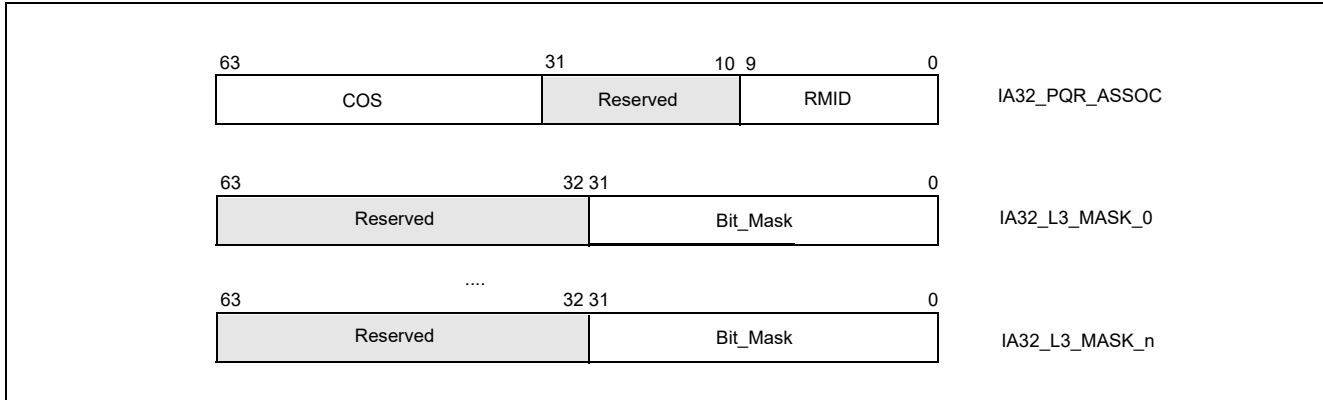 63 31 10 9 0
COS Reserved RMID IA32_PQR_ASSOC
63 32 31 0
Reserved Bit_Mask IA32_L3_MASK_0
....
63 32 31 0
Reserved Bit_Mask IA32_L3_MASK_n